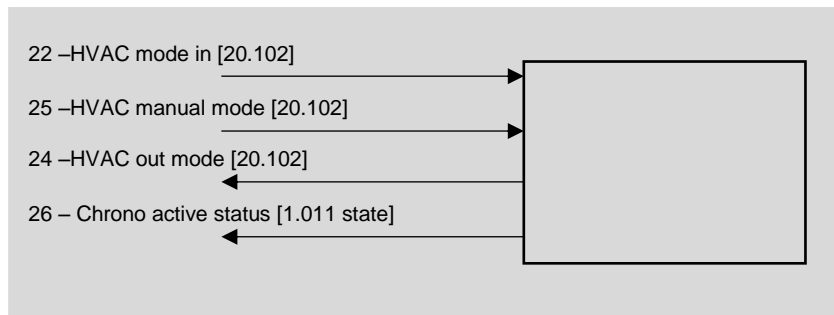 22 –HVAC mode in [20.102]
25 –HVAC manual mode [20.102]
24 –HVAC out mode [20.102]
26 – Chrono active status [1.011 state]